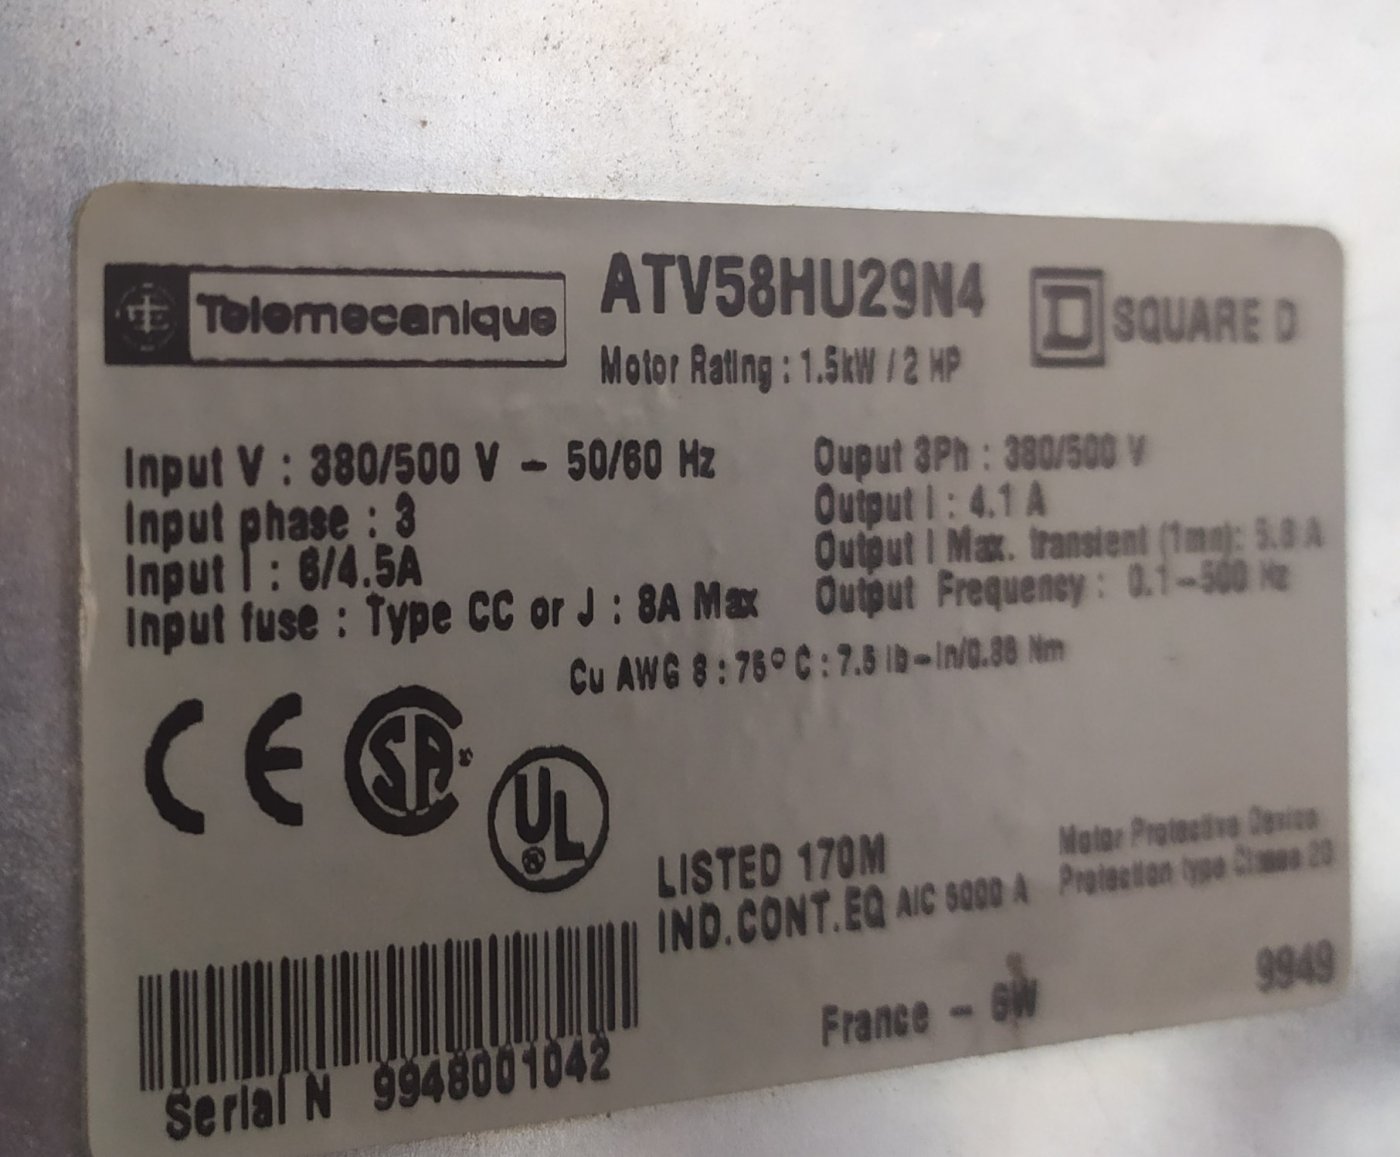 Telemecanique
ATV58HU29N4
SQUARE D
Motor Rating : 1.5kW / 2 HP
Input V : 380/500 V – 50/60 Hz
Input phase : 3
Input I : 6/4.5A
Input fuse : Type CC or J : 8A Max
Ouput 3Ph : 380/500 V
Output I : 4.1 A
Output I Max. transient (1mn): 5.8 A
Output Frequency : 0.1–500 Hz
Cu AWG 8 : 75° C : 7.5 lb–in/0.88 Nm
CE
SA
UL
LISTED 170M
IND.CONT.EQ AIC 5000 A
Motor Protective Device
Protection type Classe 20
9949
France –
Serial N 9948001042